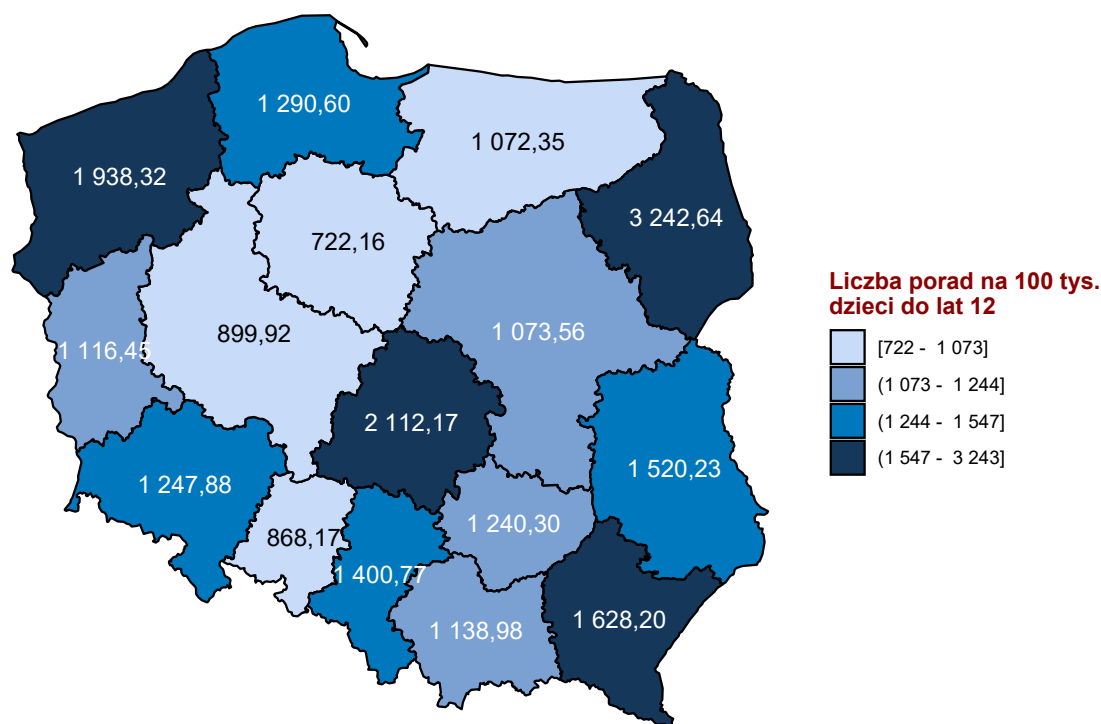 1 290,60
1 072,35
1 938,32
3 242,64
722,16
899,92
1 073,56
1 116,45
2 112,17
1 520,23
1 247,88
1 240,30
868,17
1 400,77
1 628,20
1 138,98
Liczba porad na 100 tys.
dzieci do lat 12
[722 - 1 073]
(1 073 - 1 244]
(1 244 - 1 547]
(1 547 - 3 243]